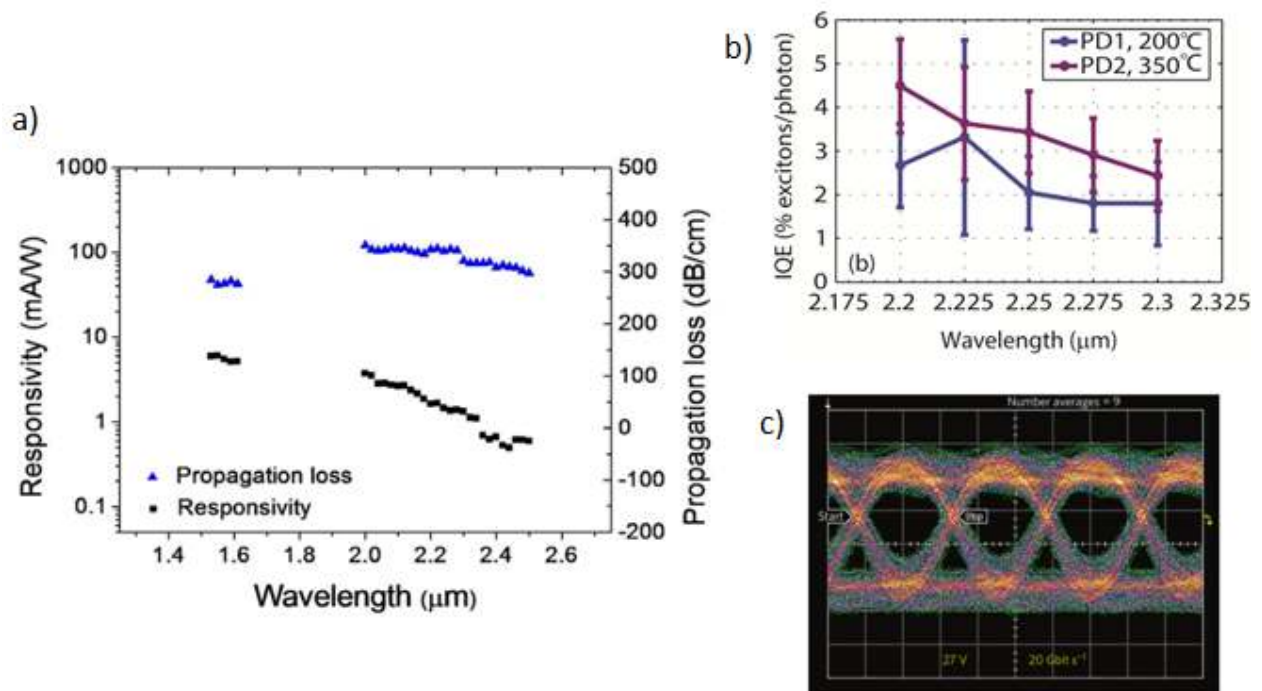 a)
1000
100
10
1
0.1
Responsivity (mA/W)
500
400
300
200
100
0
-100
-200
Propagation loss (dB/cm)
Propagation loss
Responsivity
1.4 1.6 1.8 2.0 2.2 2.4 2.6
Wavelength (μm)
b)
6
5
4
3
2
1
0
IQE (% excitons/photon)
PD1, 200°C
PD2, 350°C
(b)
2.175 2.2 2.225 2.25 2.275 2.3 2.325
Wavelength (μm)
c)
Number averages = 9
Start
27 V 20 Gbit s⁻¹